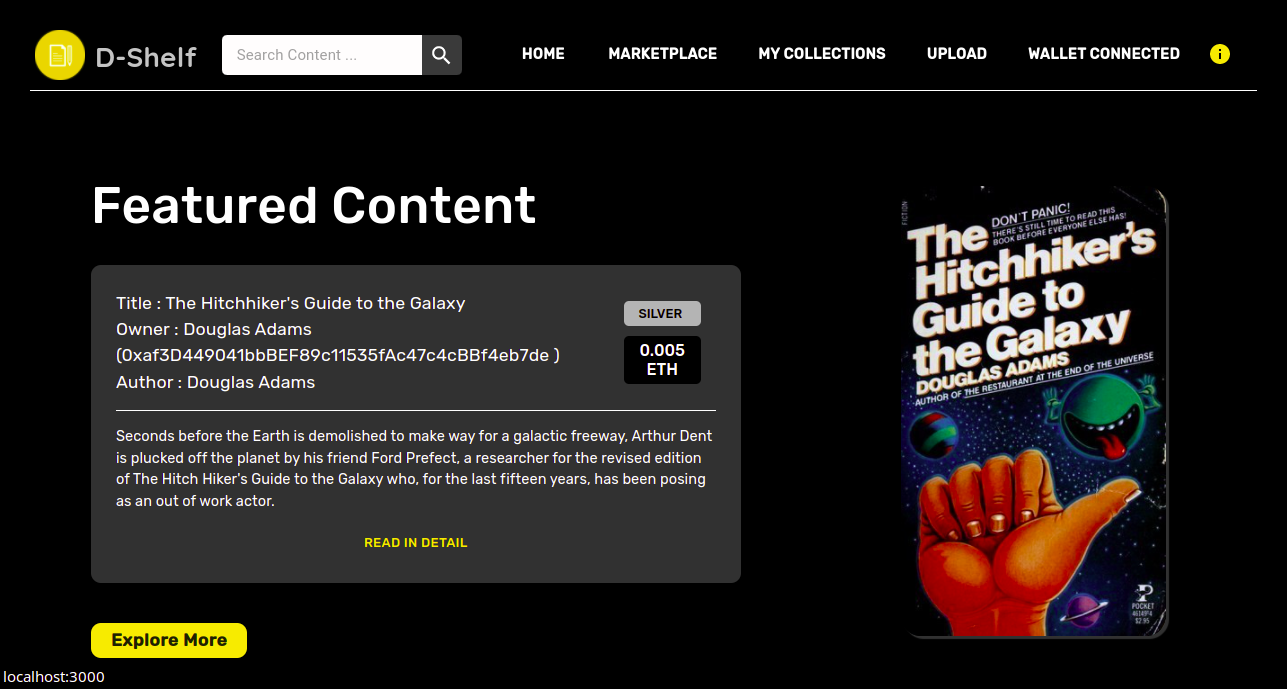 D-Shelf
Search Content ...
HOME
MARKETPLACE
MY COLLECTIONS
UPLOAD
WALLET CONNECTED
i
Featured Content
Title : The Hitchhiker's Guide to the Galaxy
Owner : Douglas Adams
(0xaf3D449041bbBEF89c11535fAc47c4cBBf4eb7de )
Author : Douglas Adams
SILVER
0.005
ETH
Seconds before the Earth is demolished to make way for a galactic freeway, Arthur Dent
is plucked off the planet by his friend Ford Prefect, a researcher for the revised edition
of The Hitch Hiker's Guide to the Galaxy who, for the last fifteen years, has been posing
as an out of work actor.
READ IN DETAIL
Explore More
FICTION
DON'T PANIC!
THERE'S STILL TIME TO READ THIS
BOOK BEFORE EVERYONE ELSE HAS!
The
Hitchhiker's
Guide to
the Galaxy
DOUGLAS ADAMS
AUTHOR OF THE RESTAURANT AT THE END OF THE UNIVERSE
POCKET
$2.95
localhost:3000